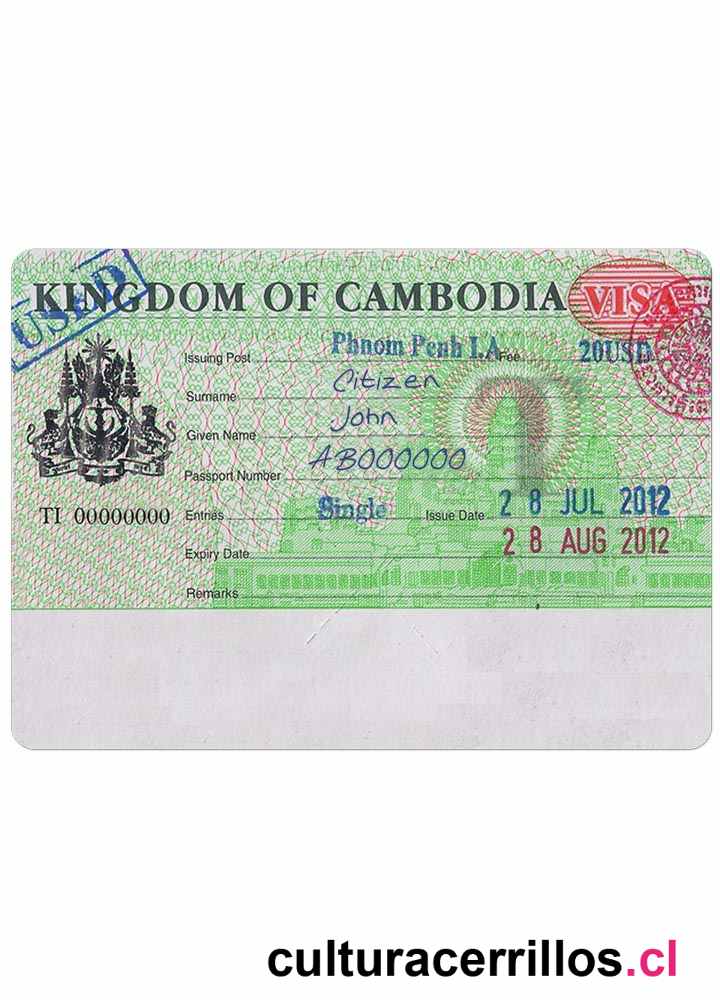 USED
KINGDOM OF CAMBODIA VISA
Issuing Post Phnom Penh I.A Fee 20USD
Surname Citizen
Given Name John
Passport Number AB000000
TI 00000000
Entries Single Issue Date 28 JUL 2012
Expiry Date 28 AUG 2012
Remarks
culturacerrillos.cl